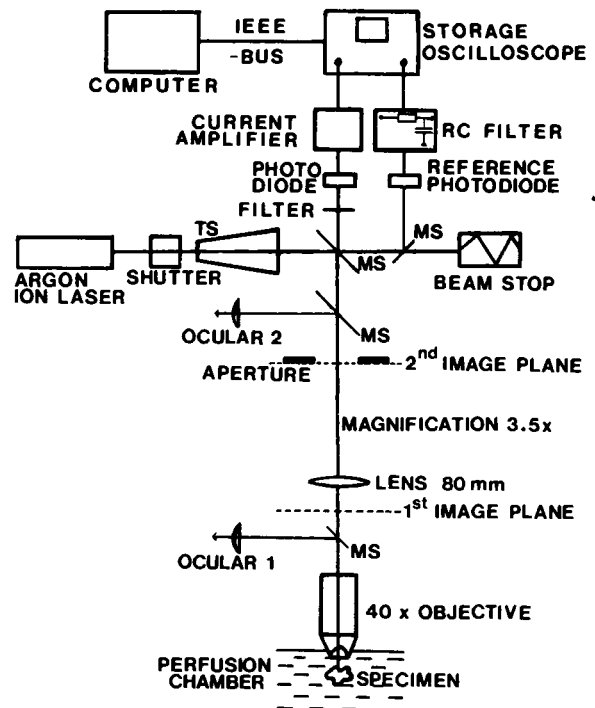 IEEE
-BUS
COMPUTER
STORAGE
OSCILLOSCOPE
CURRENT
AMPLIFIER
RC FILTER
PHOTO
DIODE
REFERENCE
PHOTODIODE
FILTER
TS
MS
MS
ARGON
ION LASER
SHUTTER
BEAM STOP
OCULAR 2
MS
APERTURE
2nd IMAGE PLANE
MAGNIFICATION 3.5x
LENS 80 mm
1st IMAGE PLANE
OCULAR 1
MS
40 x OBJECTIVE
PERFUSION
CHAMBER
SPECIMEN